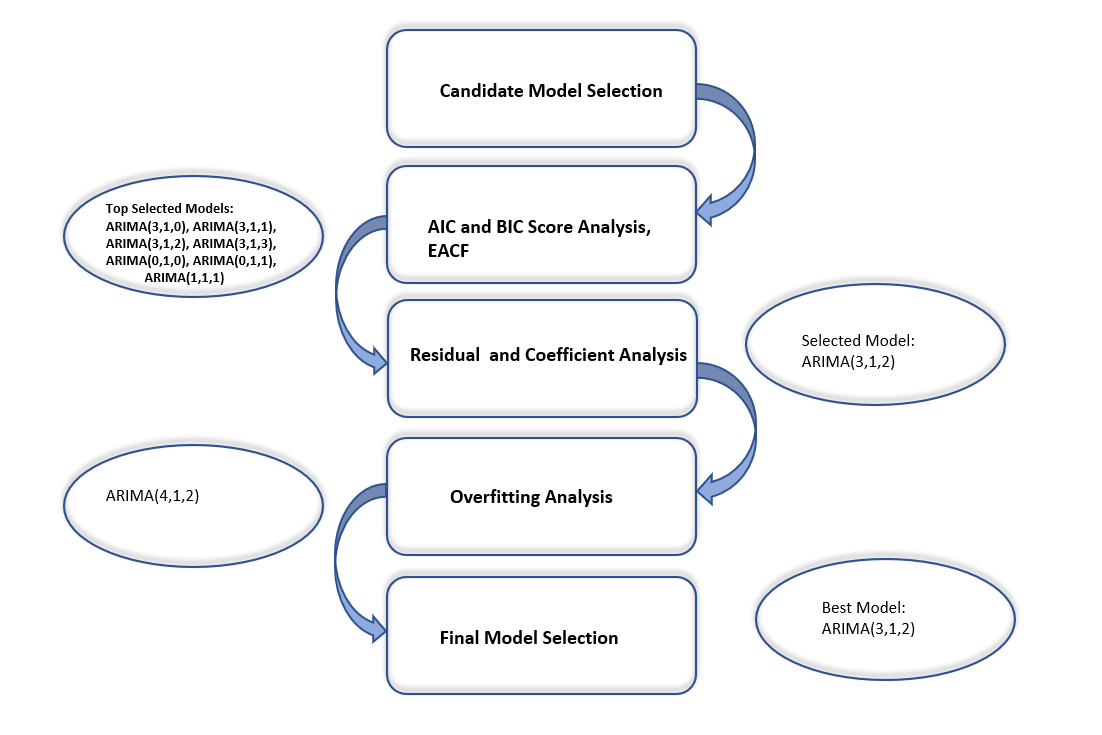 Candidate Model Selection
Top Selected Models:
ARIMA(3,1,0), ARIMA(3,1,1),
ARIMA(3,1,2), ARIMA(3,1,3),
ARIMA(0,1,0), ARIMA(0,1,1),
ARIMA(1,1,1)
AIC and BIC Score Analysis,
EACF
Residual  and Coefficient Analysis
Selected Model:
ARIMA(3,1,2)
ARIMA(4,1,2)
Overfitting Analysis
Final Model Selection
Best Model:
ARIMA(3,1,2)